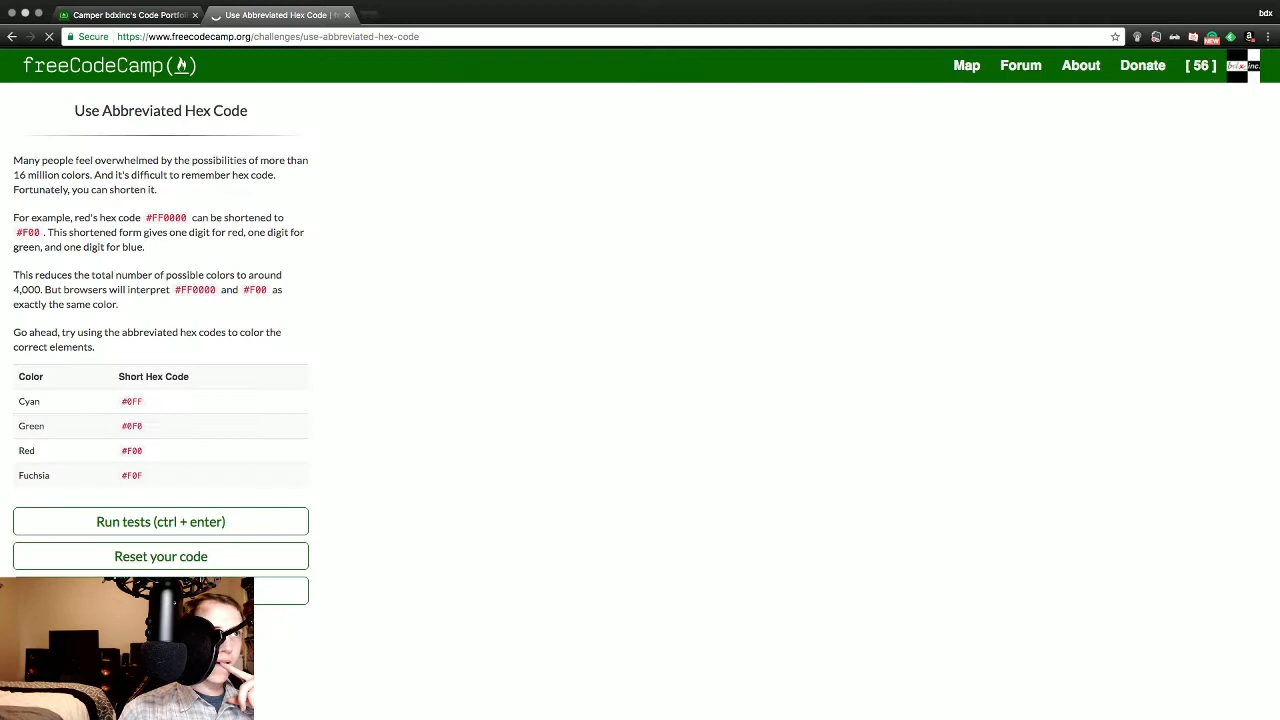 Camper bdxinc's Code Portfoli
Use Abbreviated Hex Code | fr
bdx
Secure https://www.freecodecamp.org/challenges/use-abbreviated-hex-code
NEW
freeCodeCamp(
)
Map Forum About Donate [ 56 ]
inc.
Use Abbreviated Hex Code
Many people feel overwhelmed by the possibilities of more than
16 million colors. And it's difficult to remember hex code.
Fortunately, you can shorten it.
For example, red's hex code #FF0000 can be shortened to
#F00 . This shortened form gives one digit for red, one digit for
green, and one digit for blue.
This reduces the total number of possible colors to around
4,000. But browsers will interpret #FF0000 and #F00 as
exactly the same color.
Go ahead, try using the abbreviated hex codes to color the
correct elements.
Color Short Hex Code
Cyan #0FF
Green #0F0
Red #F00
Fuchsia #F0F
Run tests (ctrl + enter)
Reset your code